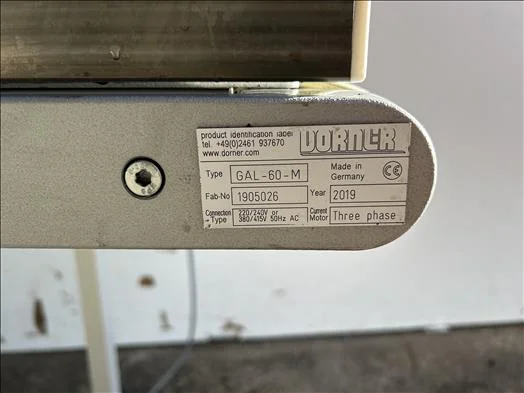 product identification label
tel. +49(0)2461 937670
www.dorner.com
DORNER
Type GAL-60-M Made in Germany CE
Fab-No 1905026 Year 2019
Connection Type 220/240V or 380/415V 50Hz AC Current Motor Three phase